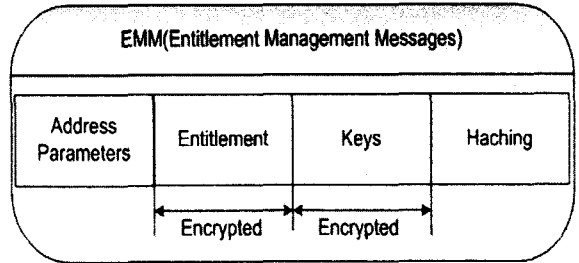 EMM(Entitlement Management Messages)
Address
Parameters
Entitlement
Keys
Haching
Encrypted
Encrypted